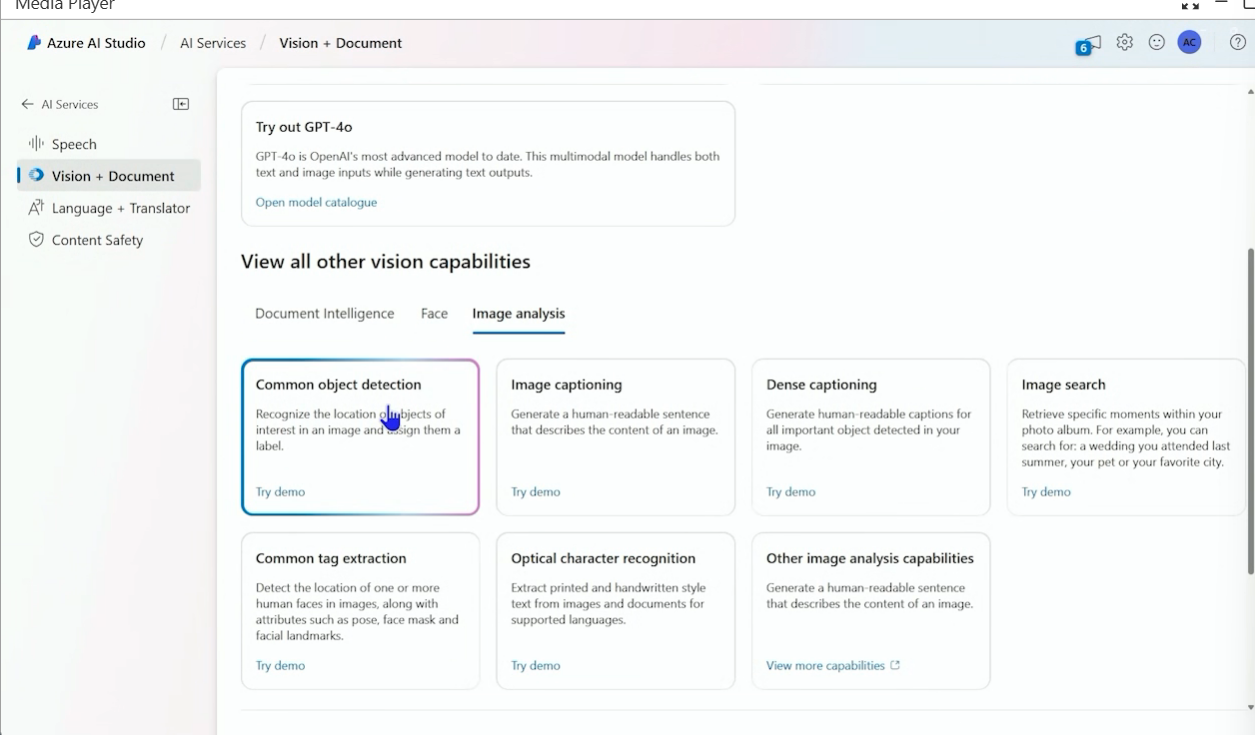 Media Player
Azure AI Studio / AI Services / Vision + Document
6
AC
AI Services
Speech
Vision + Document
Language + Translator
Content Safety
Try out GPT-4o
GPT-4o is OpenAI's most advanced model to date. This multimodal model handles both
text and image inputs while generating text outputs.
Open model catalogue
View all other vision capabilities
Document Intelligence Face Image analysis
Common object detection
Recognize the location of objects of
interest in an image and assign them a
label.
Try demo
Image captioning
Generate a human-readable sentence
that describes the content of an image.
Try demo
Dense captioning
Generate human-readable captions for
all important object detected in your
image.
Try demo
Image search
Retrieve specific moments within your
photo album. For example, you can
search for: a wedding you attended last
summer, your pet or your favorite city.
Try demo
Common tag extraction
Detect the location of one or more
human faces in images, along with
attributes such as pose, face mask and
facial landmarks.
Try demo
Optical character recognition
Extract printed and handwritten style
text from images and documents for
supported languages.
Try demo
Other image analysis capabilities
Generate a human-readable sentence
that describes the content of an image.
View more capabilities